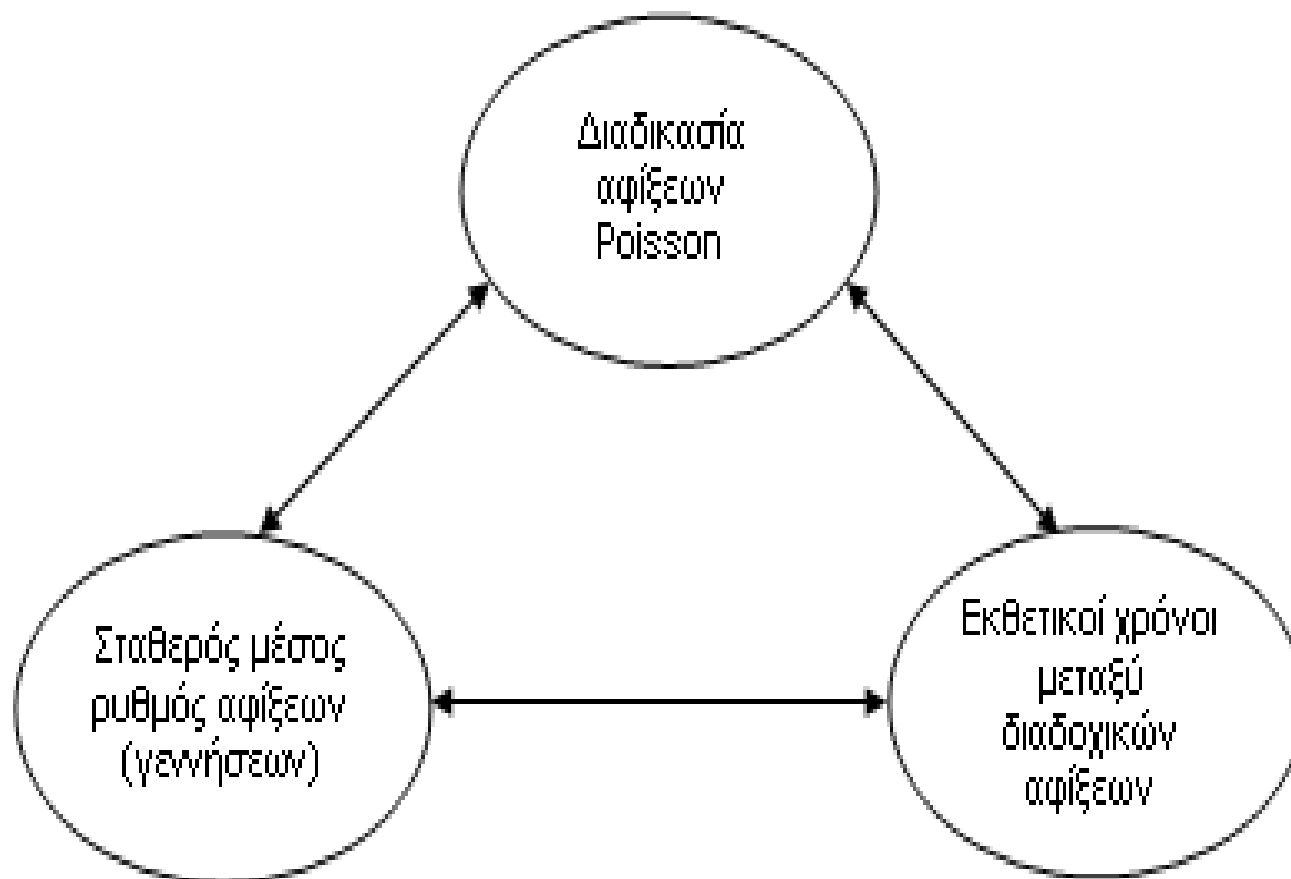 Διαδικασία
αφίξεων
Poisson
Σταθερός μέσος
ρυθμός αφίξεων
(γεννήσεων)
Εκθετικοί χρόνοι
μεταξύ
διαδοχικών
αφίξεων